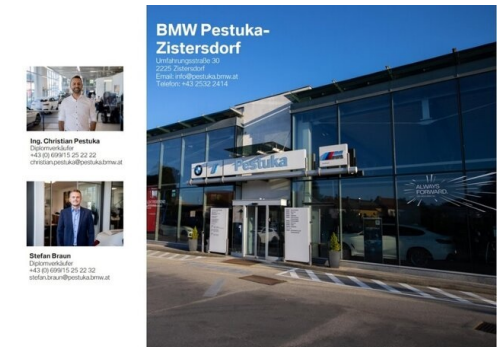 BMW Pestuka-
Zistersdorf
Umfahrungsstraße 30
2225 Zistersdorf
Email: info@pestuka.bmw.at
Telefon: +43 2532 2414
Ing. Christian Pestuka
Diplomverkäufer
+43 (0) 699/15 25 22 22
christian.pestuka@pestuka.bmw.at
Stefan Braun
Diplomverkäufer
+43 (0) 699/15 25 22 32
stefan.braun@pestuka.bmw.at
Pestuka
M
ALWAYS
FORWARD.